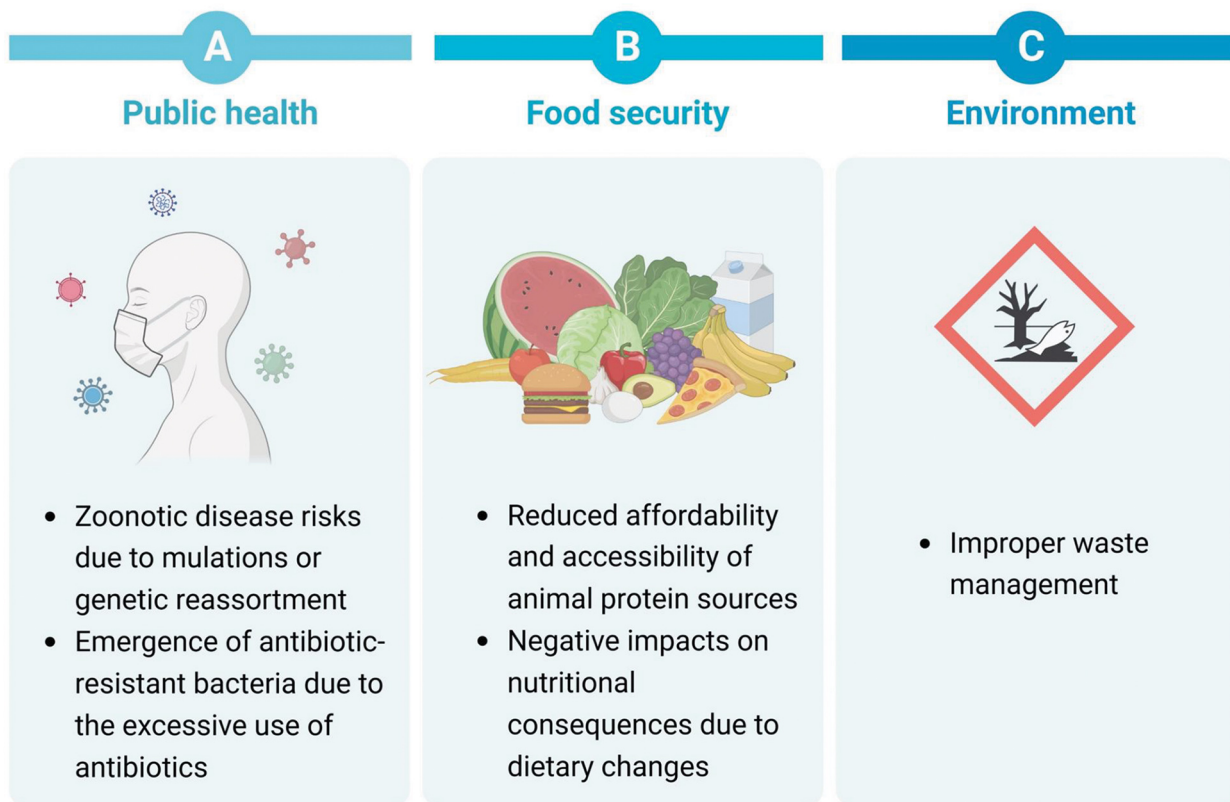 A
Public health
Zoonotic disease risks
due to mulations or
genetic reassortment
Emergence of antibiotic-
resistant bacteria due to
the excessive use of
antibiotics
B
Food security
Reduced affordability
and accessibility of
animal protein sources
Negative impacts on
nutritional
consequences due to
dietary changes
C
Environment
Improper waste
management